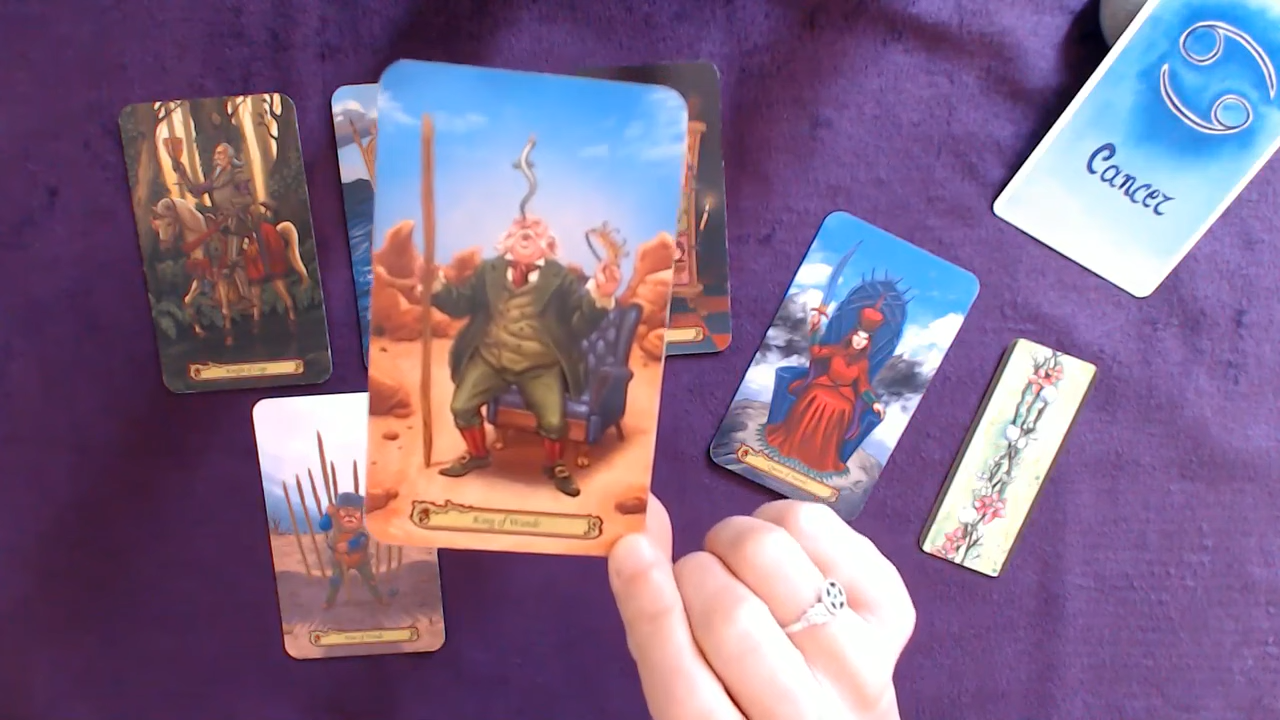 Cancer
Knight of Cups
King of Wands
Queen of Swords
Nine of Wands